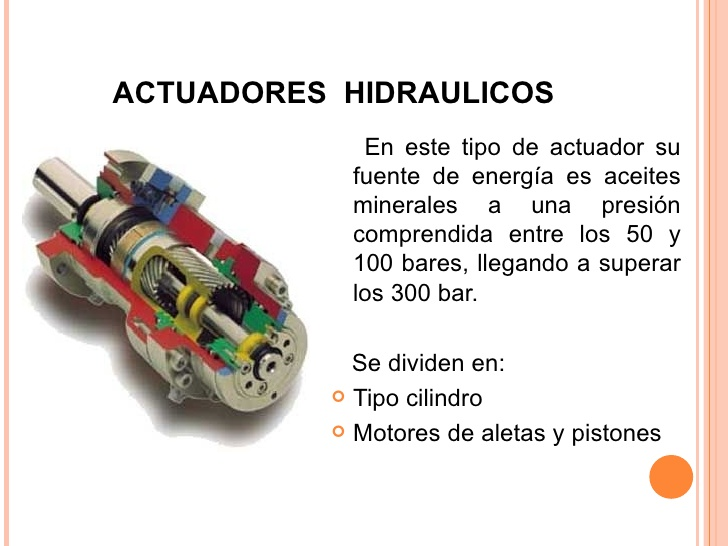 ACTUADORES HIDRAULICOS
En este tipo de actuador su
fuente de energía es aceites
minerales a una presión
comprendida entre los 50 y
100 bares, llegando a superar
los 300 bar.
Se dividen en:
Tipo cilindro
Motores de aletas y pistones